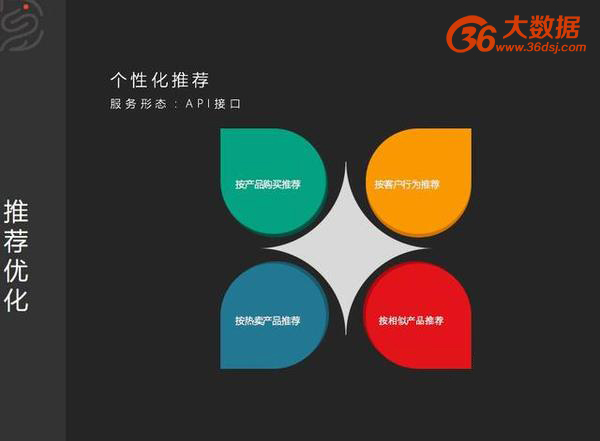 36大数据
www.36dsj.com
个性化推荐
服务形态：API接口
按产品购买推荐
按客户行为推荐
推荐优化
按热卖产品推荐
按相似产品推荐